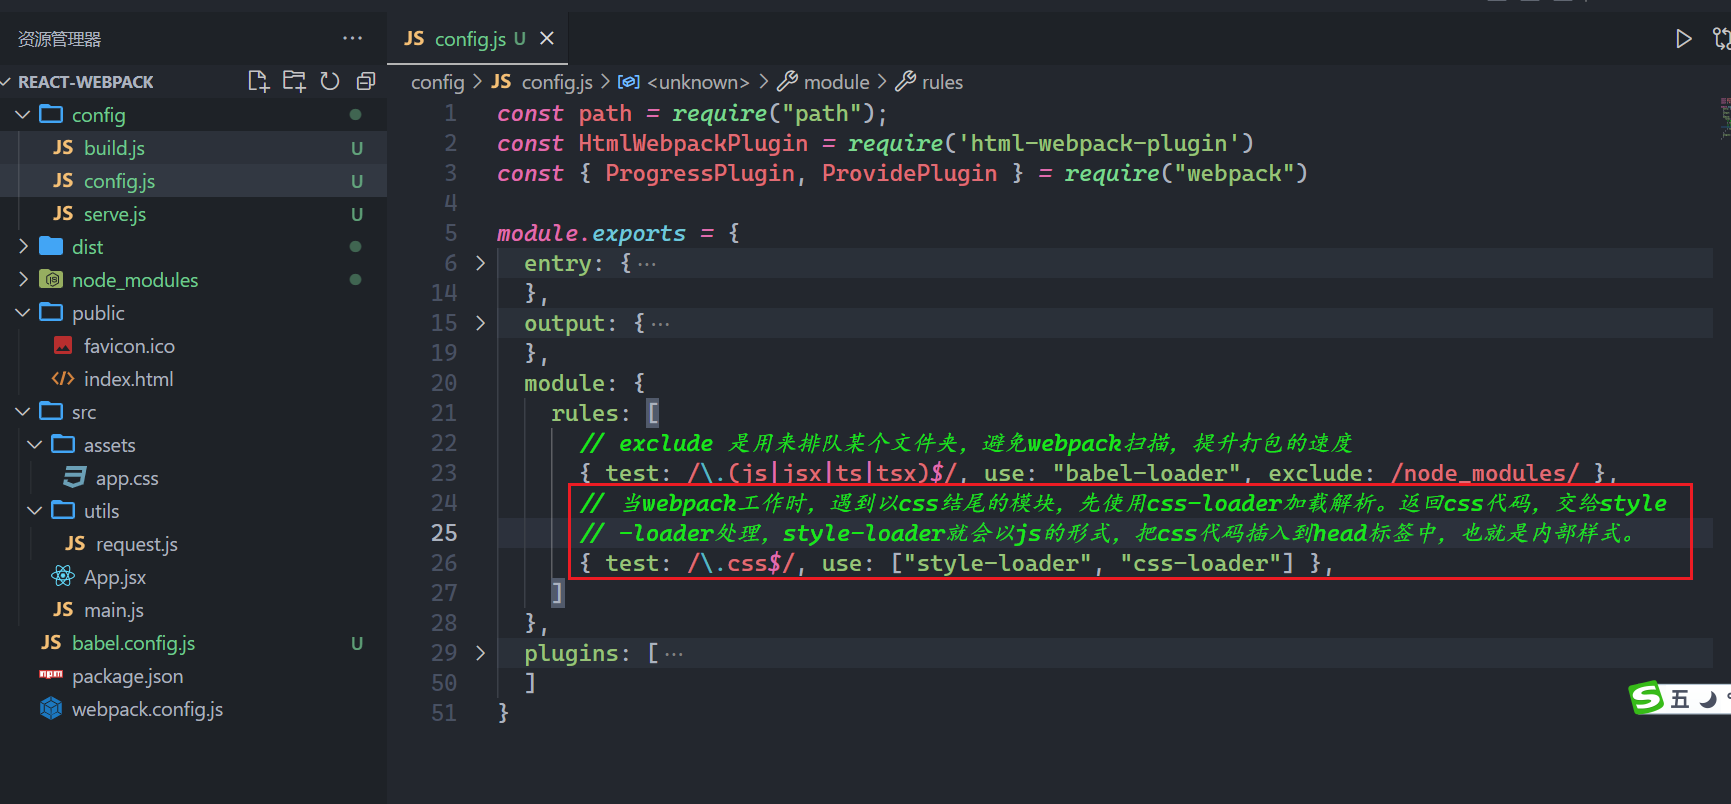 资源管理器
REACT-WEBPACK
config
JS build.js U
JS config.js U
JS serve.js U
dist
node_modules
public
favicon.ico
index.html
src
assets
app.css
utils
JS request.js
App.jsx
JS main.js
JS babel.config.js U
npm package.json
webpack.config.js
JS config.js U
config > JS config.js > <unknown> > module > rules
1 const path = require("path");
2 const HtmlWebpackPlugin = require('html-webpack-plugin')
3 const { ProgressPlugin, ProvidePlugin } = require("webpack")
4
5 module.exports = {
6 entry: {···
14 },
15 output: {···
19 },
20 module: {
21 rules: [
22 // exclude 是用来排队某个文件夹，避免webpack扫描，提升打包的速度
23 { test: /\.(js|jsx|ts|tsx)$/, use: "babel-loader", exclude: /node_modules/ },
24 // 当webpack工作时，遇到以css结尾的模块，先使用css-loader加载解析。返回css代码，交给style
25 // -loader处理，style-loader就会以js的形式，把css代码插入到head标签中，也就是内部样式。
26 { test: /\.css$/, use: ["style-loader", "css-loader"] },
27 ]
28 },
29 plugins: [···
50 ]
51 }
S 五